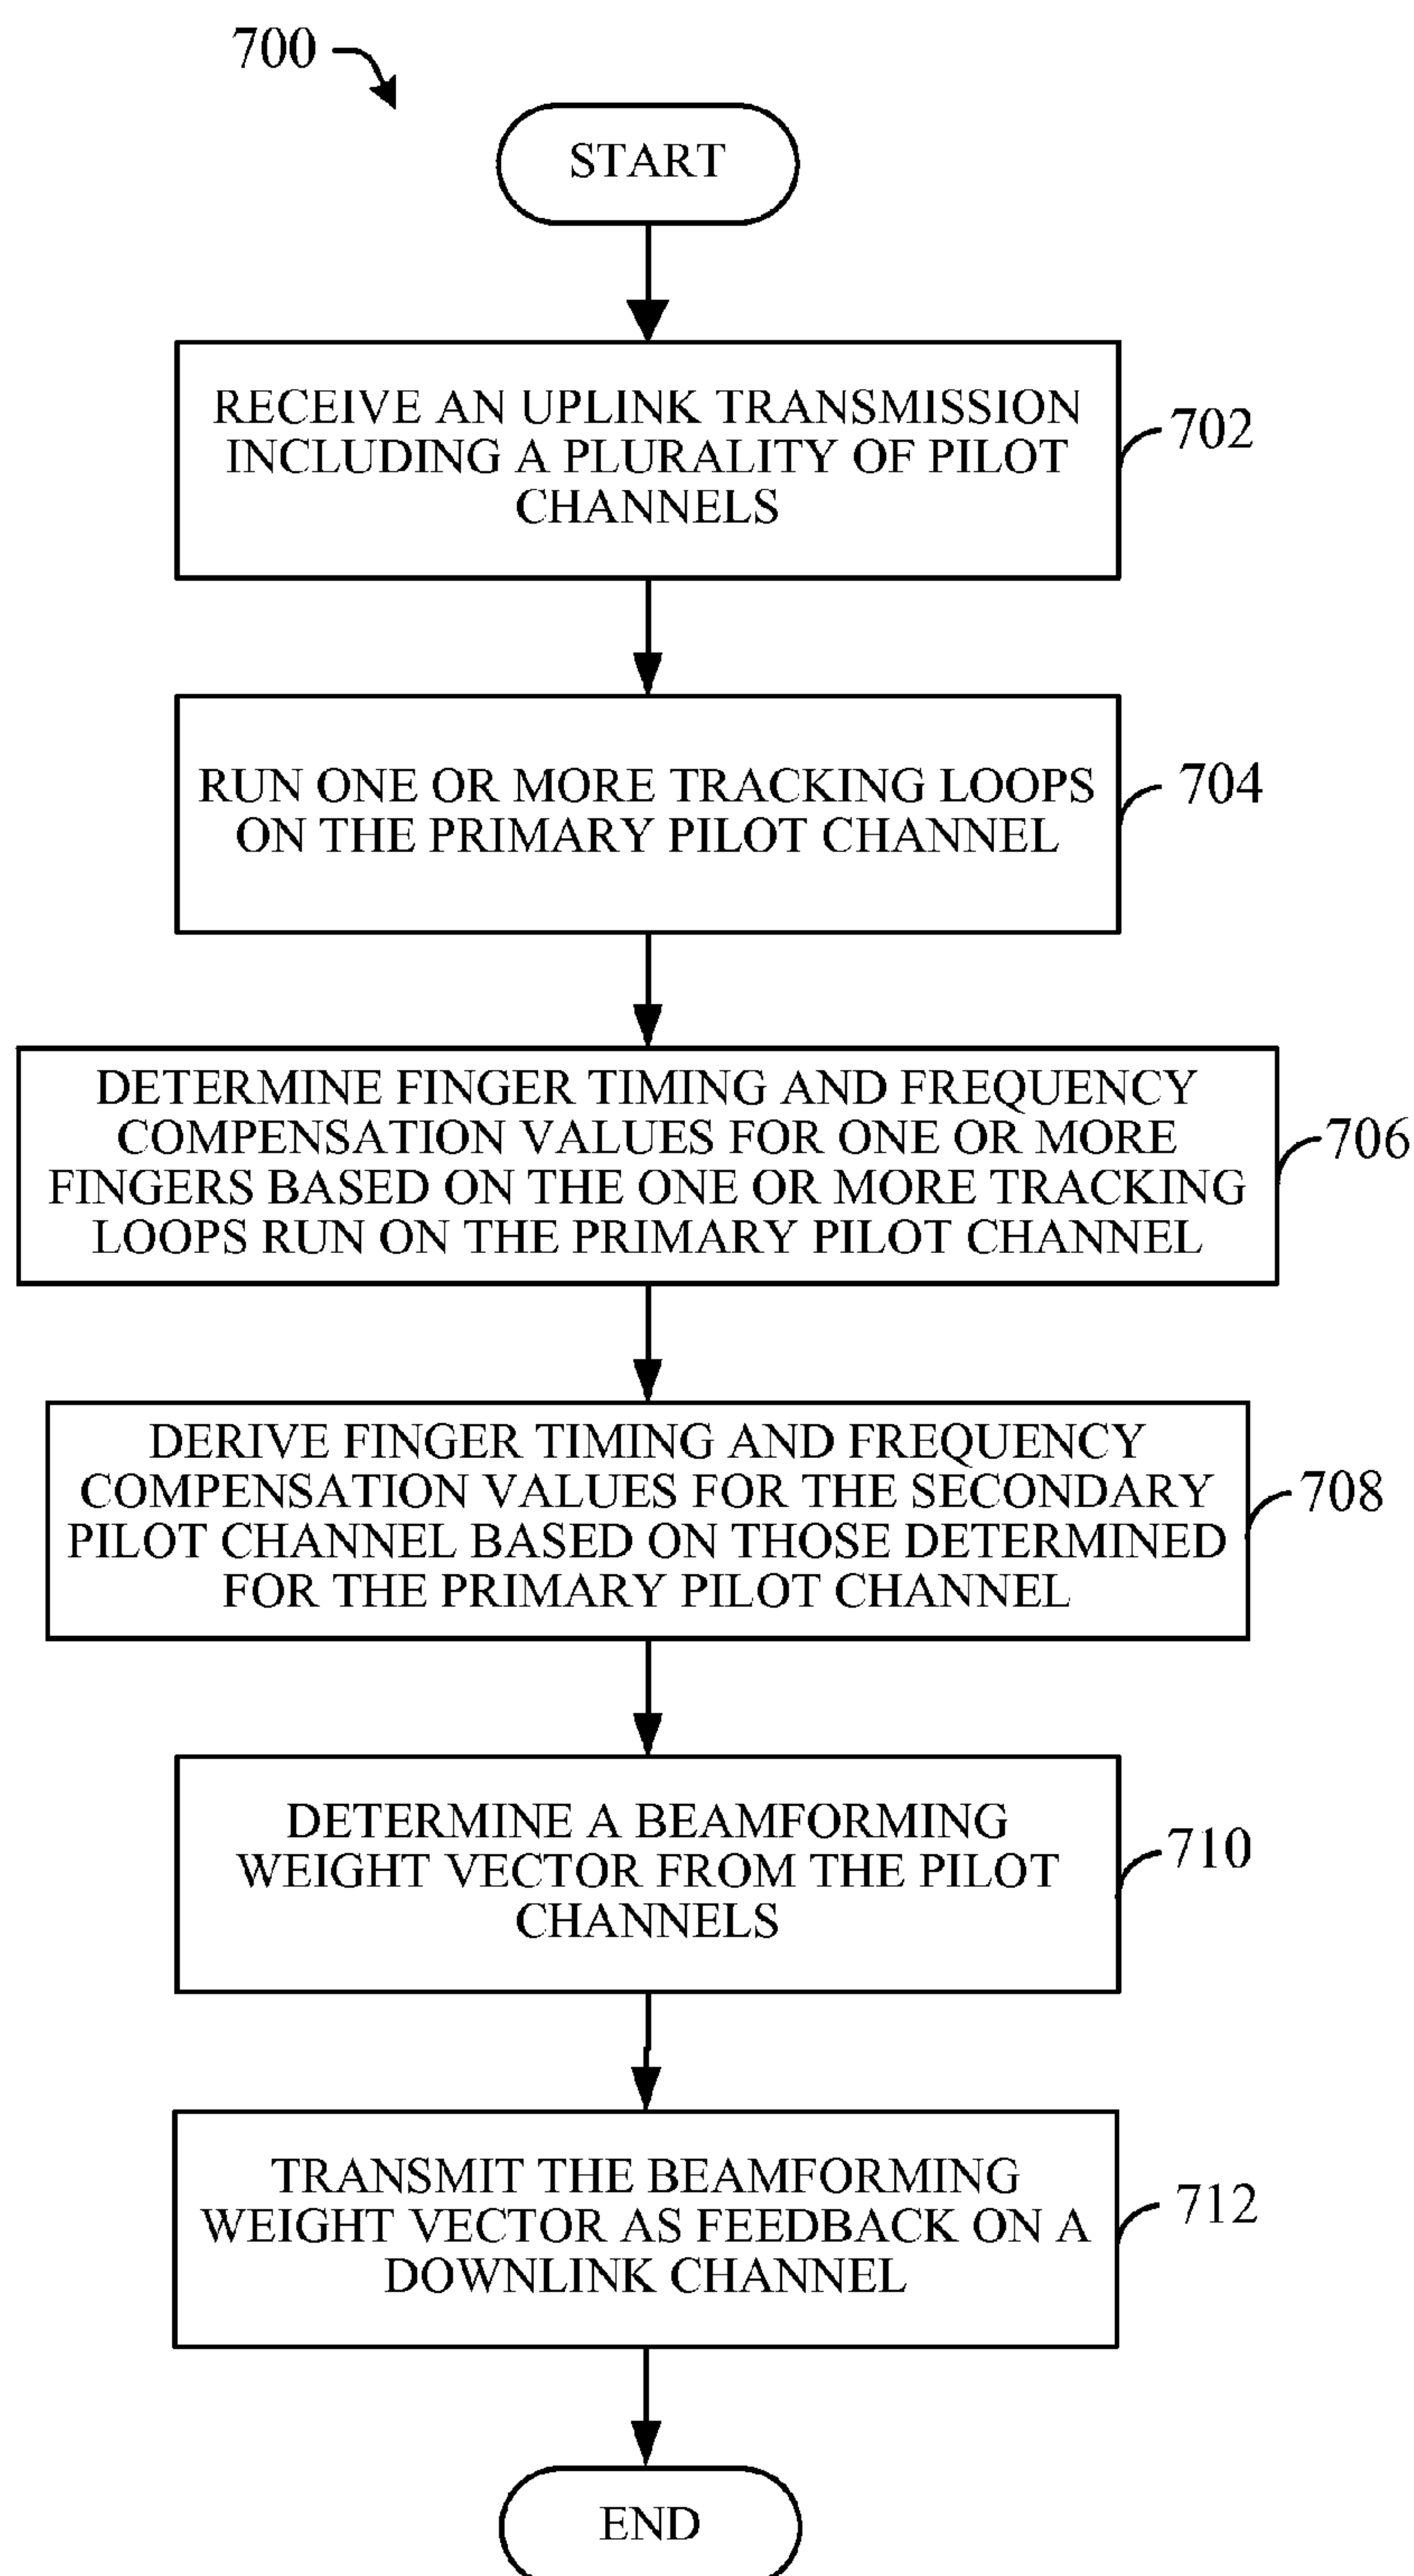 700
START
RECEIVE AN UPLINK TRANSMISSION
INCLUDING A PLURALITY OF PILOT
CHANNELS
702
RUN ONE OR MORE TRACKING LOOPS
ON THE PRIMARY PILOT CHANNEL
704
DETERMINE FINGER TIMING AND FREQUENCY
COMPENSATION VALUES FOR ONE OR MORE
FINGERS BASED ON THE ONE OR MORE TRACKING
LOOPS RUN ON THE PRIMARY PILOT CHANNEL
706
DERIVE FINGER TIMING AND FREQUENCY
COMPENSATION VALUES FOR THE SECONDARY
PILOT CHANNEL BASED ON THOSE DETERMINED
FOR THE PRIMARY PILOT CHANNEL
708
DETERMINE A BEAMFORMING
WEIGHT VECTOR FROM THE PILOT
CHANNELS
710
TRANSMIT THE BEAMFORMING
WEIGHT VECTOR AS FEEDBACK ON A
DOWNLINK CHANNEL
712
END